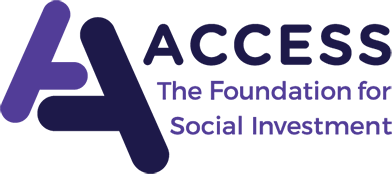 ACCESS
The Foundation for
Social Investment